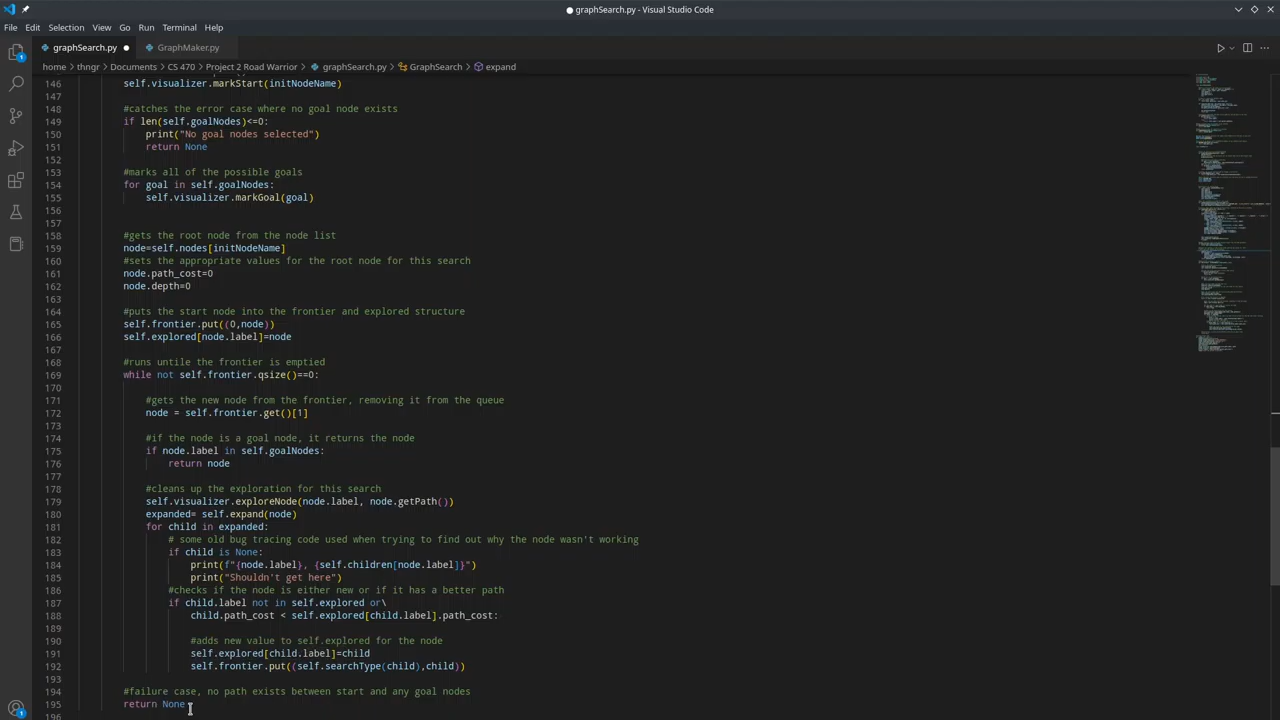 graphSearch.py - Visual Studio Code
File Edit Selection View Go Run Terminal Help
graphSearch.py GraphMaker.py
home > thngr > Documents > CS 470 > Project 2 Road Warrior > graphSearch.py > GraphSearch > expand
146 self.visualizer.markStart(initNodeName)
147
148 #catches the error case where no goal node exists
149 if len(self.goalNodes)<=0:
150 print("No goal nodes selected")
151 return None
152
153 #marks all of the possible goals
154 for goal in self.goalNodes:
155 self.visualizer.markGoal(goal)
156
157
158 #gets the root node from the node list
159 node=self.nodes[initNodeName]
160 #sets the appropriate values for the root node for this search
161 node.path_cost=0
162 node.depth=0
163
164 #puts the start node into the frontier and explored structure
165 self.frontier.put((0,node))
166 self.explored[node.label]=node
167
168 #runs untile the frontier is emptied
169 while not self.frontier.qsize()==0:
170
171 #gets the new node from the frontier, removing it from the queue
172 node = self.frontier.get()[1]
173
174 #if the node is a goal node, it returns the node
175 if node.label in self.goalNodes:
176 return node
177
178 #cleans up the exploration for this search
179 self.visualizer.exploreNode(node.label, node.getPath())
180 expanded= self.expand(node)
181 for child in expanded:
182 # some old bug tracing code used when trying to find out why the node wasn't working
183 if child is None:
184 print(f"{node.label}, {self.children[node.label]}")
185 print("Shouldn't get here")
186 #checks if the node is either new or if it has a better path
187 if child.label not in self.explored or\
188 child.path_cost < self.explored[child.label].path_cost:
189
190 #adds new value to self.explored for the node
191 self.explored[child.label]=child
192 self.frontier.put((self.searchType(child),child))
193
194 #failure case, no path exists between start and any goal nodes
195 return None
196